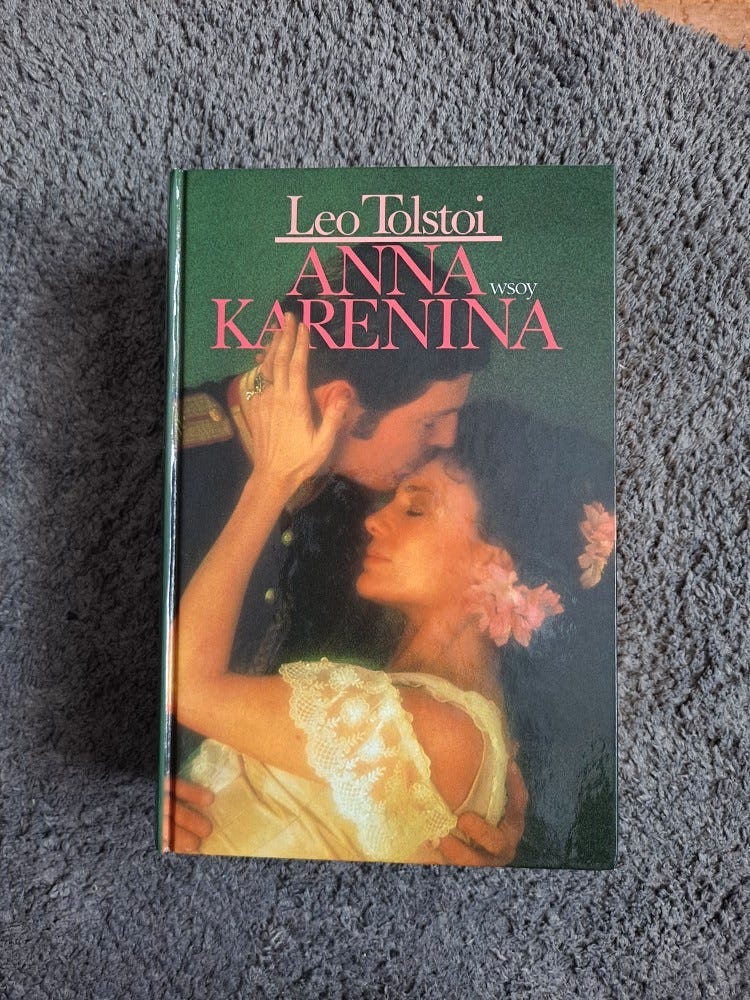 Leo Tolstoi
ANNA
wsoy
KARENINA